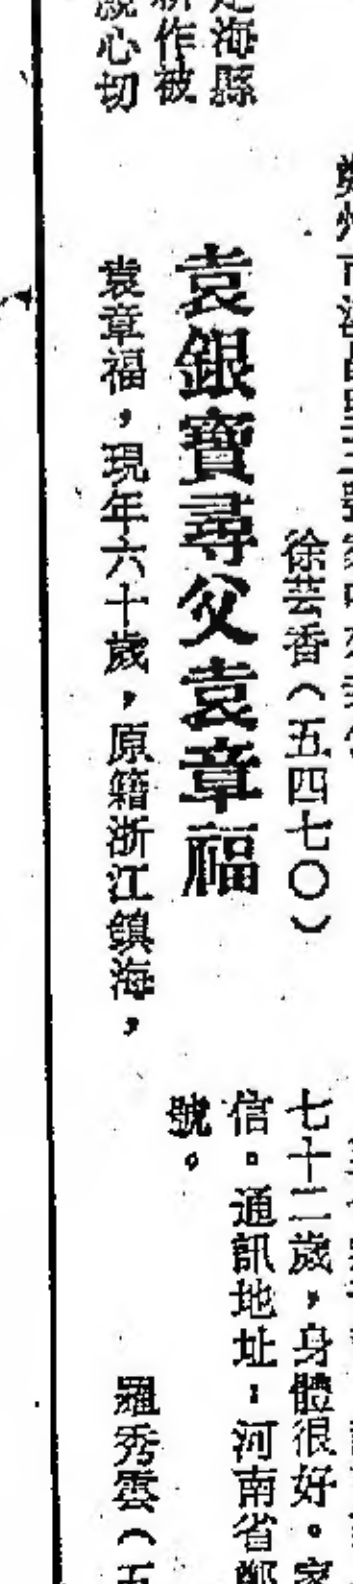 海縣
作被
心切
徐芸香（五四七〇）
袁銀寶尋父袁章福
袁章福，現年六十歲，原籍浙江鎮海，
七十二歲，身體很好。家
信。通訊地址：河南省鄭
號。
羅秀雲（五